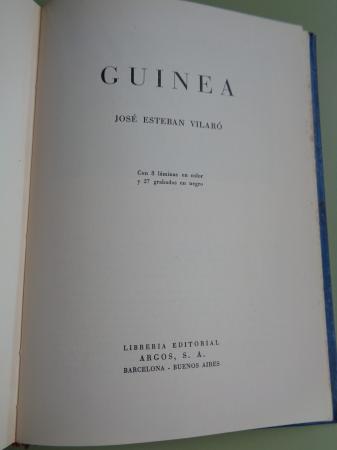 GUINEA
JOSÉ ESTEBAN VILARÓ
Con 8 láminas en color
y 27 grabados en negro
LIBRERIA EDITORIAL
ARGOS, S. A.
BARCELONA - BUENOS AIRES